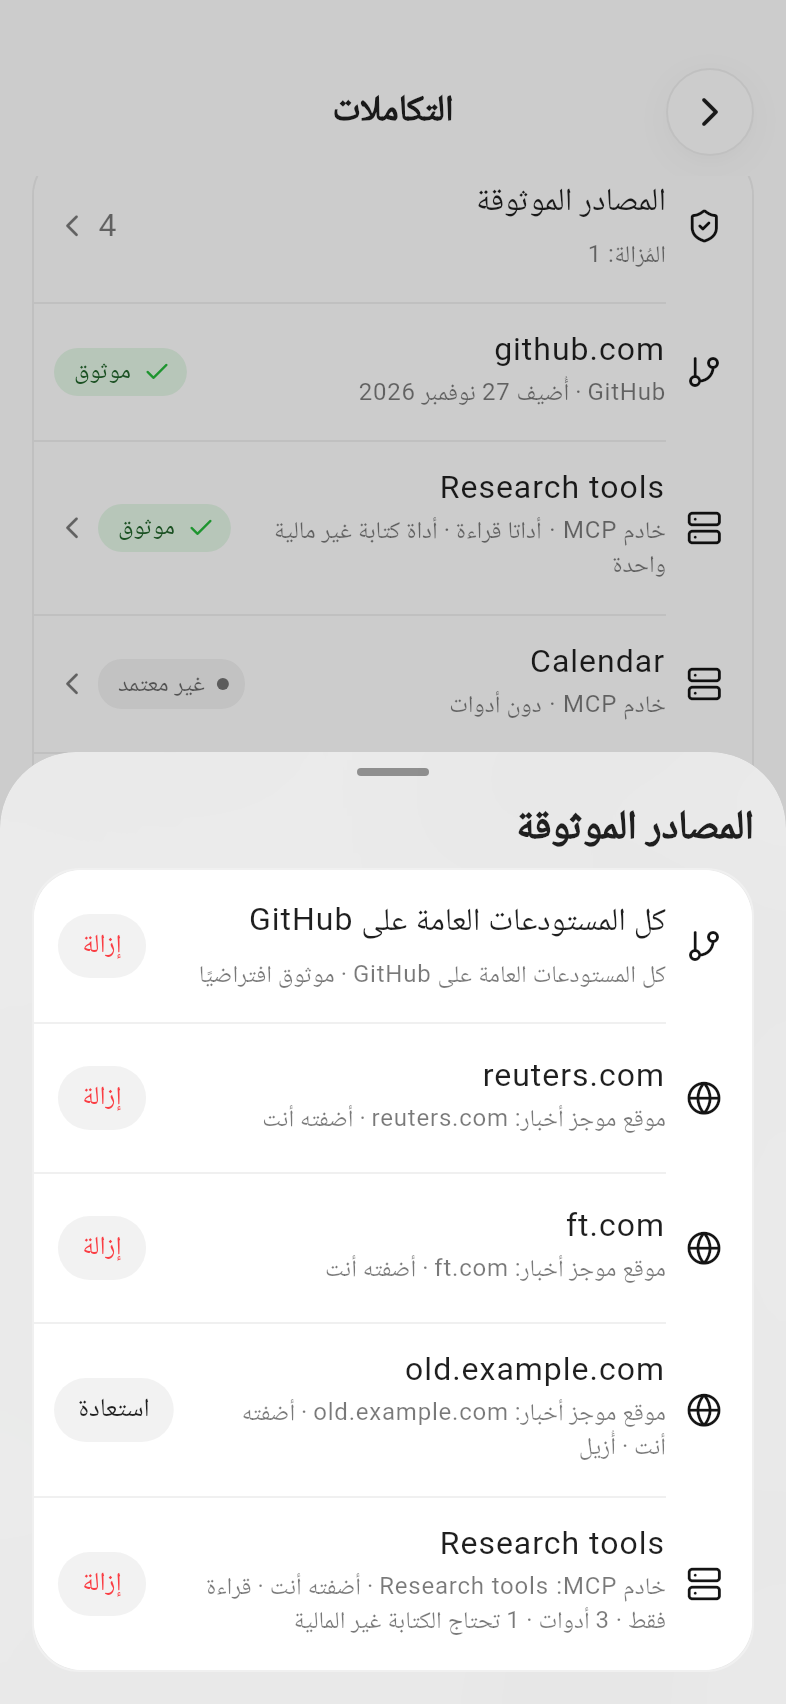 التكاملات
المصادر الموثوقة
4
المُزالة: 1
github.com
GitHub · أُضيف 27 نوفمبر 2026
موثوق
Research tools
خادم MCP · أداتا قراءة · أداة كتابة غير مالية
واحدة
موثوق
Calendar
خادم MCP · دون أدوات
غير معتمد
المصادر الموثوقة
كل المستودعات العامة على GitHub
كل المستودعات العامة على GitHub · موثوق افتراضيًا
إزالة
reuters.com
موقع موجز أخبار: reuters.com · أضفته أنت
إزالة
ft.com
موقع موجز أخبار: ft.com · أضفته أنت
إزالة
old.example.com
موقع موجز أخبار: old.example.com · أضفته
أنت · أُزيل
استعادة
Research tools
خادم MCP: Research tools · أضفته أنت · قراءة
فقط · 3 أدوات · 1 تحتاج الكتابة غير المالية
إزالة